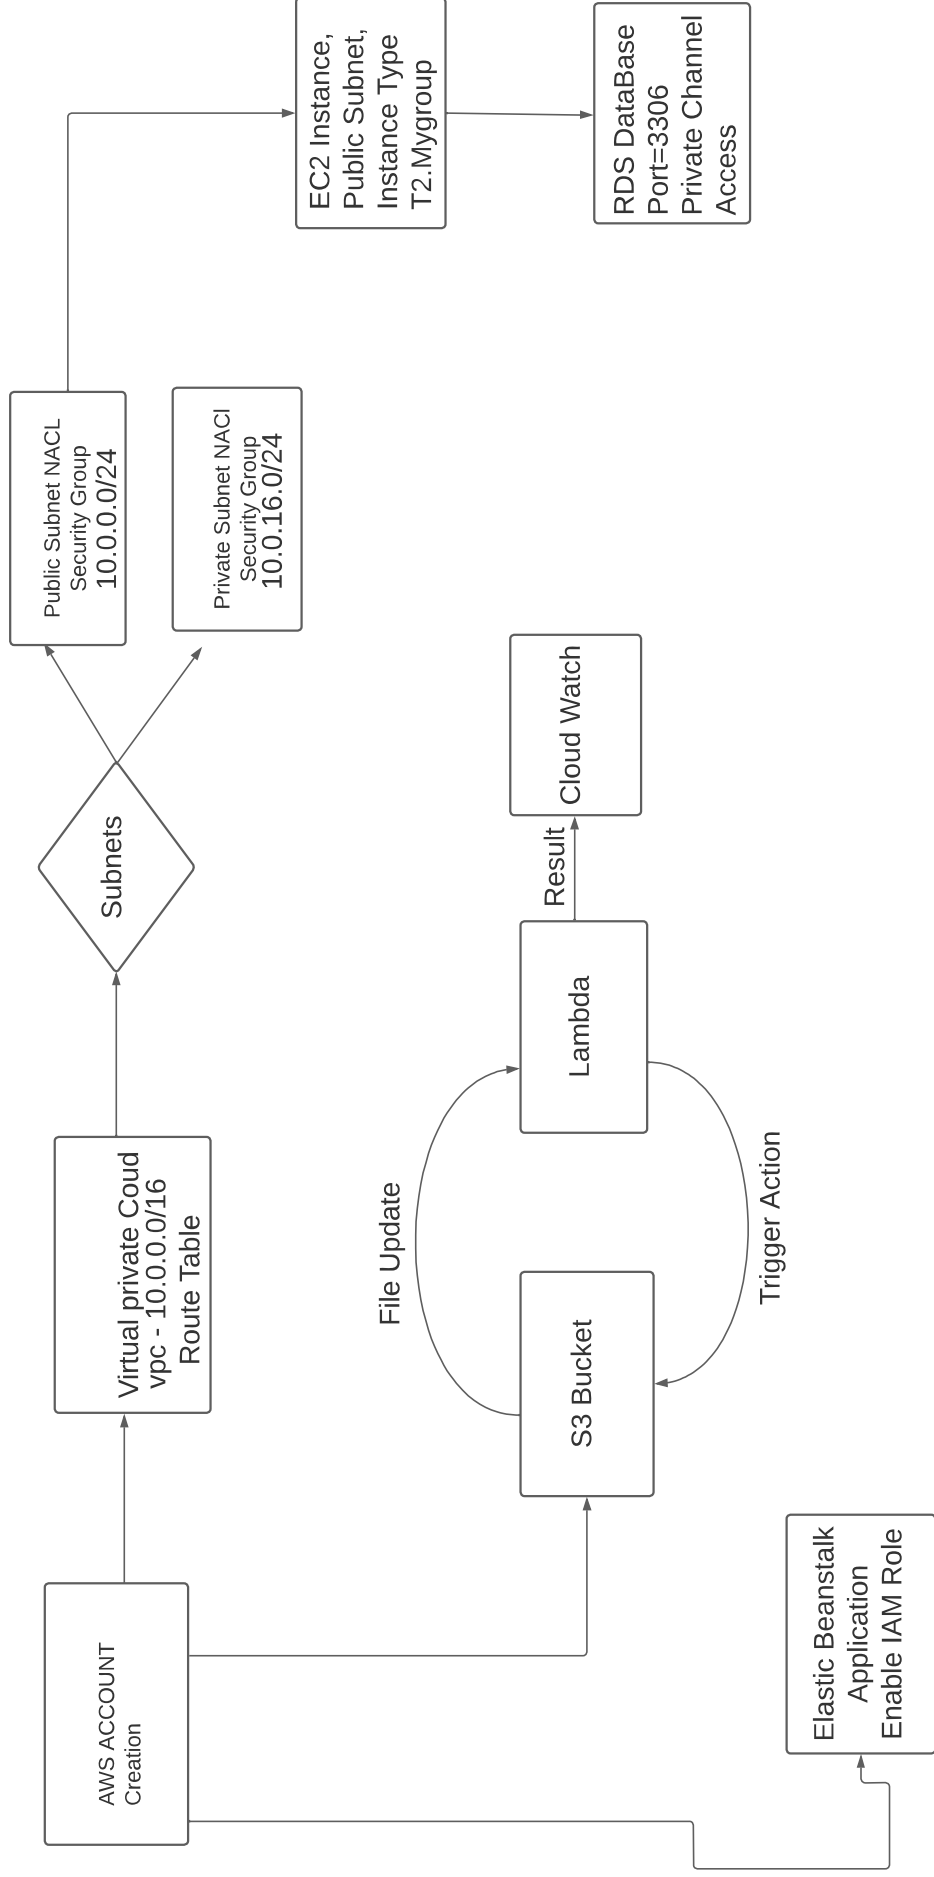 AWS ACCOUNT
Creation
Virtual private Coud
vpc - 10.0.0.0/16
Route Table
Subnets
Public Subnet NACL
Security Group
10.0.0.0/24
Private Subnet NACl
Security Group
10.0.16.0/24
EC2 Instance,
Public Subnet,
Instance Type
T2.Mygroup
RDS DataBase
Port=3306
Private Channel
Access
File Update
S3 Bucket
Lambda
Result
Cloud Watch
Trigger Action
Elastic Beanstalk
Application
Enable IAM Role